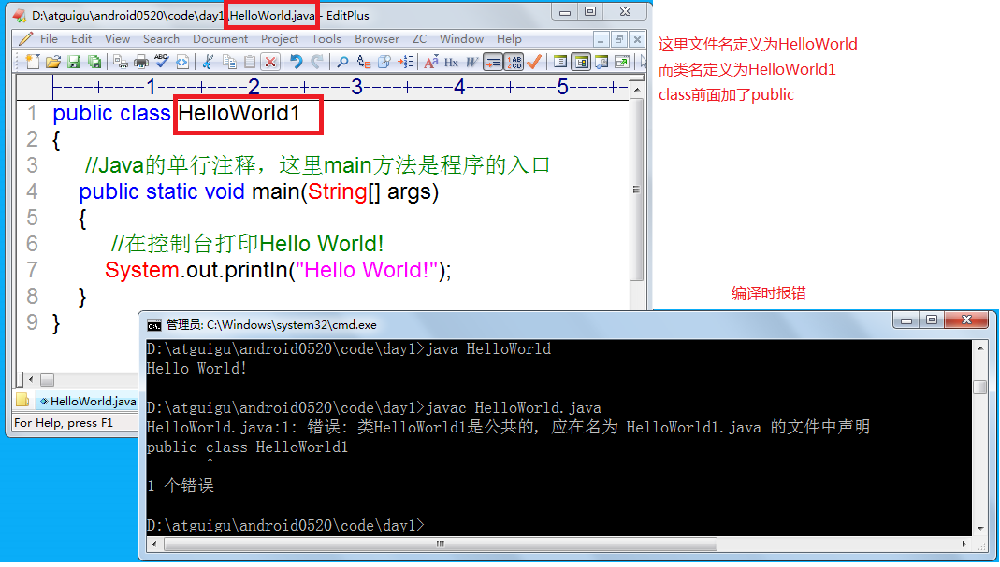 D:\atguigu\android0520\code\day1\HelloWorld.java - EditPlus
File Edit View Search Document Project Tools Browser ZC Window Help
1 2 3 4 5
1 public class HelloWorld1
2 {
3 //Java的单行注释，这里main方法是程序的入口
4 public static void main(String[] args)
5 {
6 //在控制台打印Hello World!
7 System.out.println("Hello World!");
8 }
9 }
HelloWorld.java
For Help, press F1
这里文件名定义为HelloWorld
而类名定义为HelloWorld1
class前面加了public
编译时报错
管理员: C:\Windows\system32\cmd.exe
D:\atguigu\android0520\code\day1>java HelloWorld
Hello World!
D:\atguigu\android0520\code\day1>javac HelloWorld.java
HelloWorld.java:1: 错误: 类HelloWorld1是公共的, 应在名为 HelloWorld1.java 的文件中声明
public class HelloWorld1
^
1 个错误
D:\atguigu\android0520\code\day1>